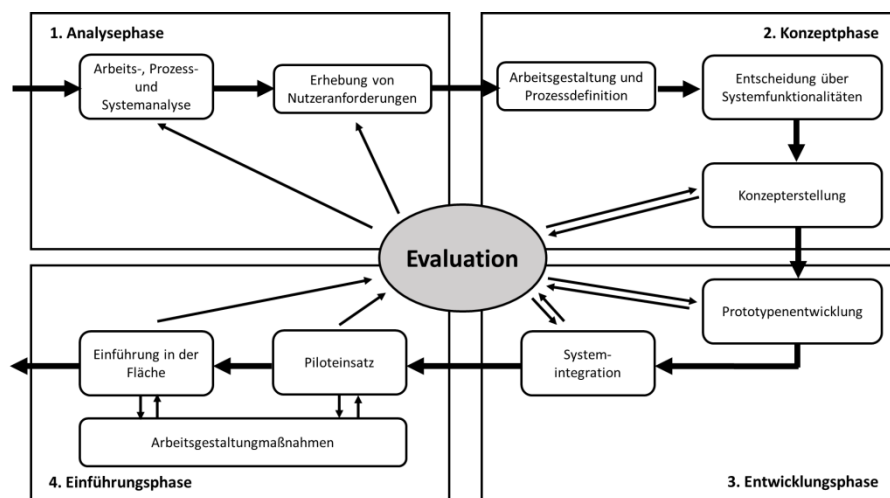 1. Analysephase
Arbeits-, Prozess-
und
Systemanalyse
Erhebung von
Nutzeranforderungen
2. Konzeptphase
Arbeitsgestaltung und
Prozessdefinition
Entscheidung über
Systemfunktionalitäten
Konzepterstellung
Evaluation
Prototypenentwicklung
System-
integration
3. Entwicklungsphase
Piloteinsatz
Einführung in der
Fläche
Arbeitsgestaltungmaßnahmen
4. Einführungsphase